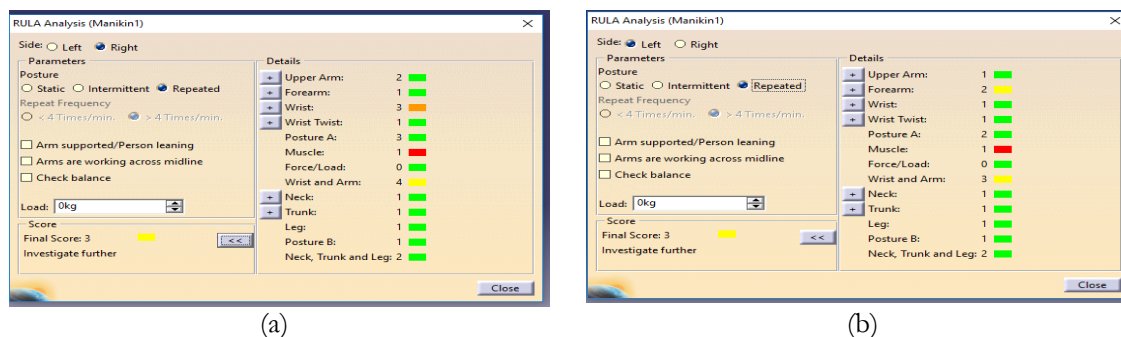 RULA Analysis (Manikin1)
Side: Left Right
Parameters
Posture
Static Intermittent Repeated
Repeat Frequency
< 4 Times/min. > 4 Times/min.
Arm supported/Person leaning
Arms are working across midline
Check balance
Load: 0kg
Score
Final Score: 3
<<
Investigate further
Details
+ Upper Arm: 2
+ Forearm: 1
+ Wrist: 3
+ Wrist Twist: 1
Posture A: 3
Muscle: 1
Force/Load: 0
Wrist and Arm: 4
+ Neck: 1
+ Trunk: 1
Leg: 1
Posture B: 1
Neck, Trunk and Leg: 2
Close
(a)
RULA Analysis (Manikin1)
Side: Left Right
Parameters
Posture
Static Intermittent Repeated
Repeat Frequency
< 4 Times/min. > 4 Times/min.
Arm supported/Person leaning
Arms are working across midline
Check balance
Load: 0kg
Score
Final Score: 3
<<
Investigate further
Details
+ Upper Arm: 1
+ Forearm: 2
+ Wrist: 1
+ Wrist Twist: 1
Posture A: 2
Muscle: 1
Force/Load: 0
Wrist and Arm: 3
+ Neck: 1
+ Trunk: 1
Leg: 1
Posture B: 1
Neck, Trunk and Leg: 2
Close
(b)